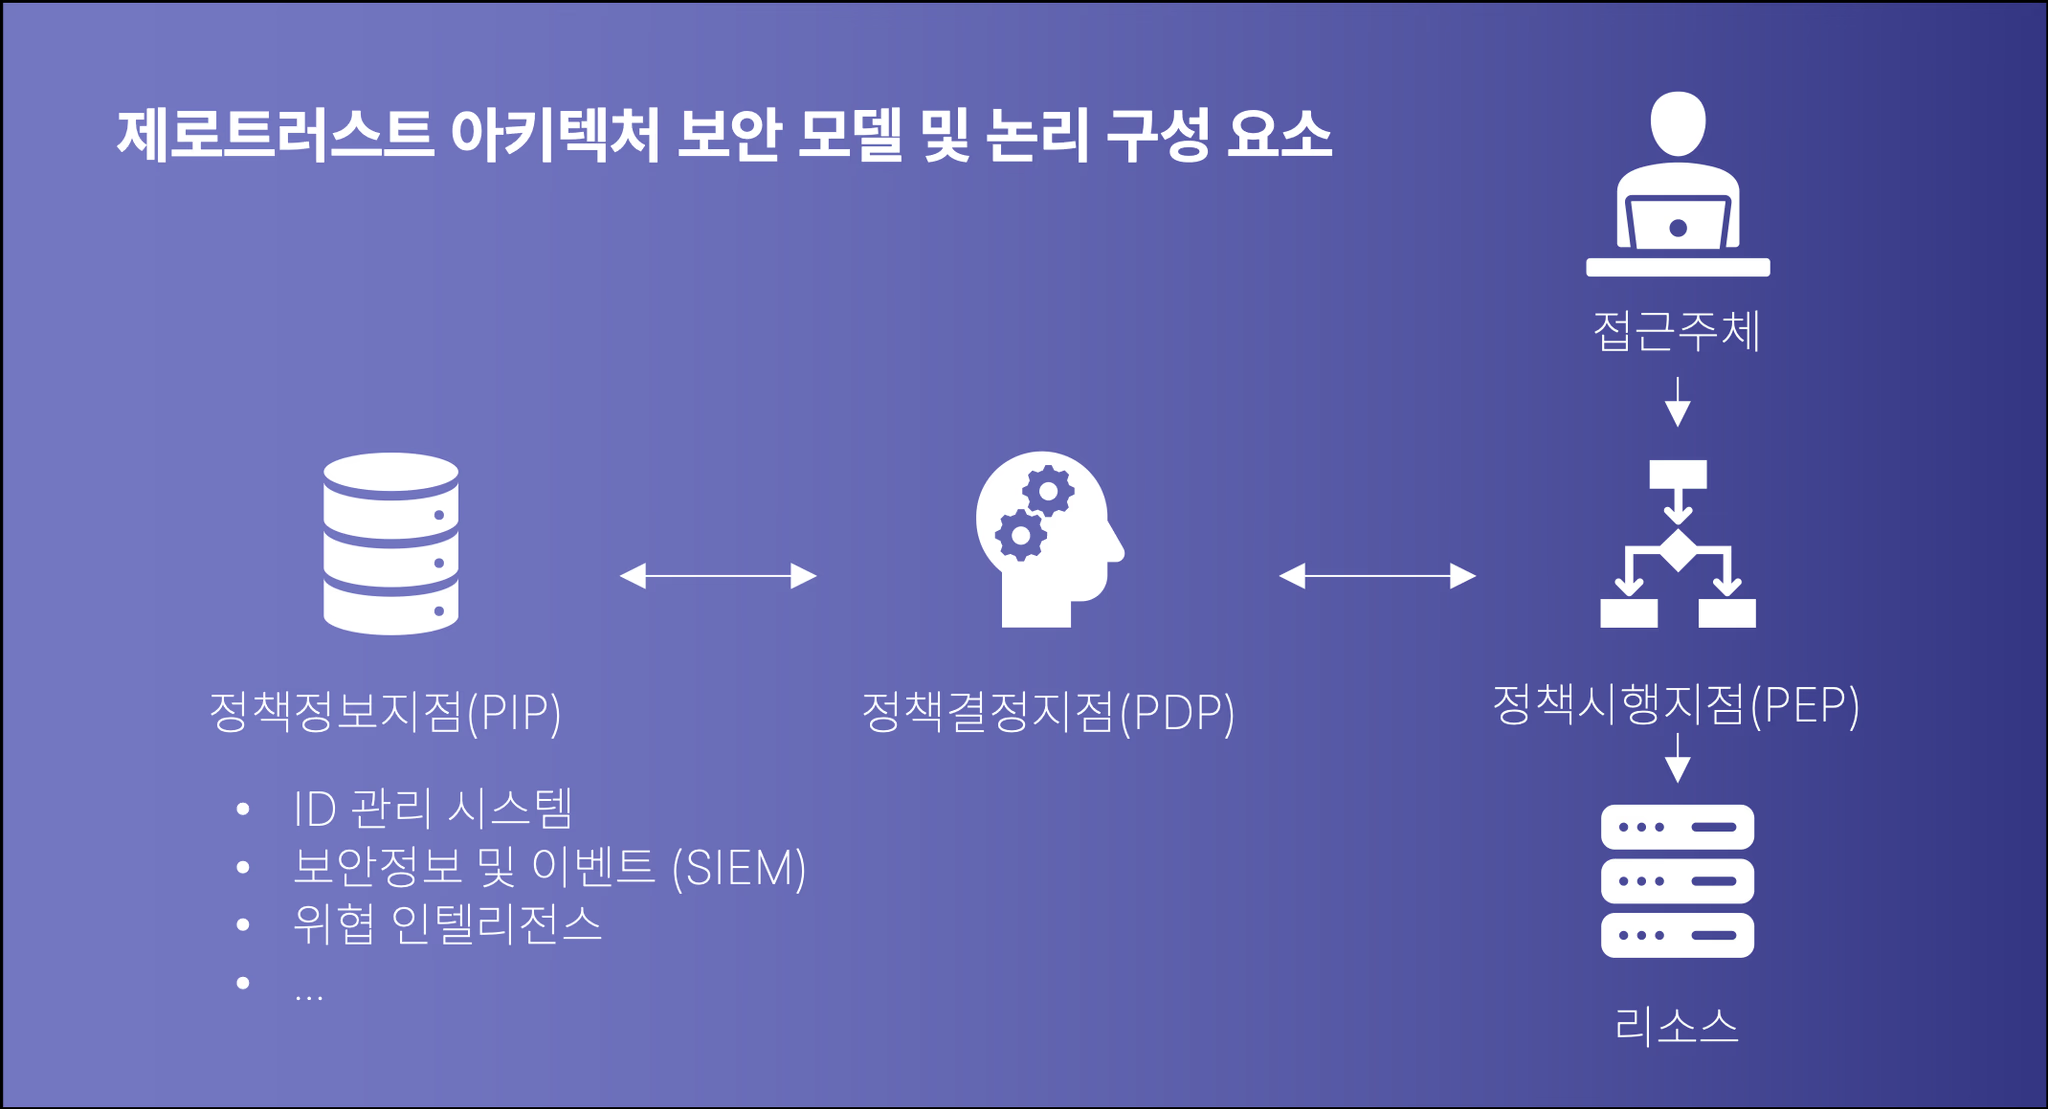 제로트러스트 아키텍처 보안 모델 및 논리 구성 요소
접근주체
정책정보지점(PIP)
정책결정지점(PDP)
정책시행지점(PEP)
• ID 관리 시스템
• 보안정보 및 이벤트 (SIEM)
• 위협 인텔리전스
• ...
리소스